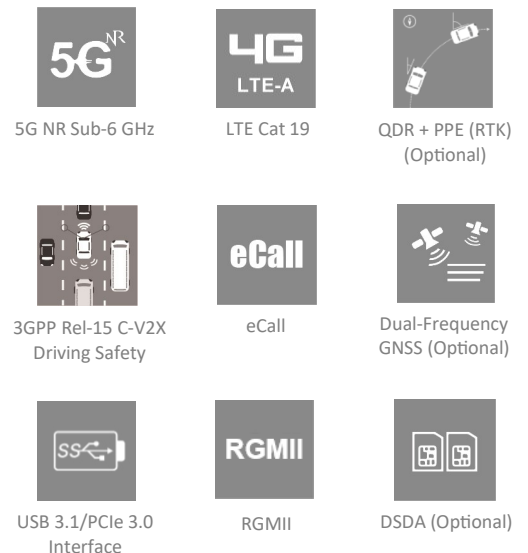 5G NR
4G
LTE-A
5G NR Sub-6 GHz
LTE Cat 19
QDR + PPE (RTK)
(Optional)
eCall
3GPP Rel-15 C-V2X
Driving Safety
eCall
Dual-Frequency
GNSS (Optional)
SS
RGMII
USB 3.1/PCIe 3.0
Interface
RGMII
DSDA (Optional)